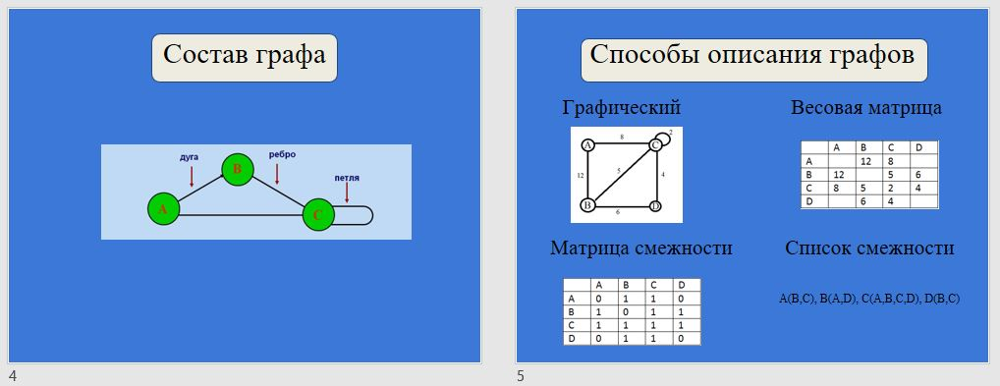 Состав графа
дуга
ребро
петля
A
B
C
4
Способы описания графов
Графический
A
8
C
2
12
5
4
B
6
D
Весовая матрица
A B C D
A 12 8
B 12 5 6
C 8 5 2 4
D 6 4
Матрица смежности
A B C D
A 0 1 1 0
B 1 0 1 1
C 1 1 1 1
D 0 1 1 0
Список смежности
A(B,C), B(A,D), C(A,B,C,D), D(B,C)
5